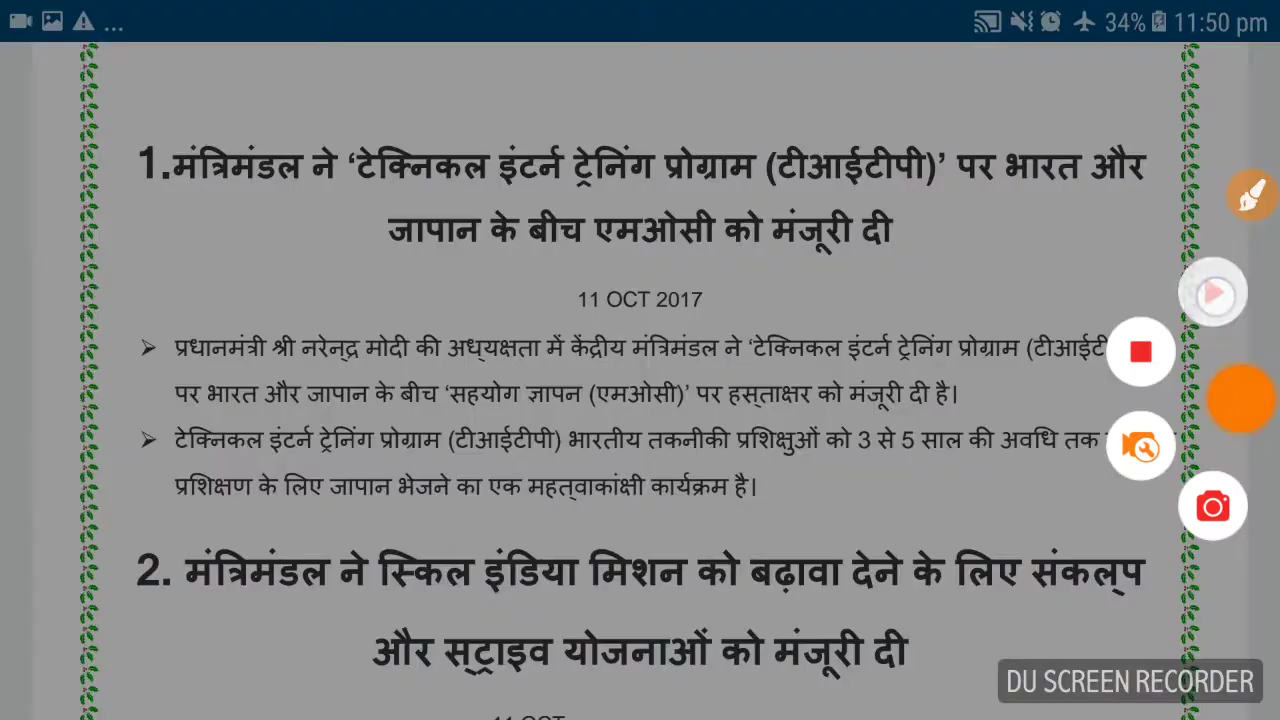 ... 34% 11:50 pm
1.मंत्रिमंडल ने ‘टेक्निकल इंटर्न ट्रेनिंग प्रोग्राम (टीआईटीपी)’ पर भारत और
जापान के बीच एमओसी को मंजूरी दी
11 OCT 2017
➢ प्रधानमंत्री श्री नरेन्द्र मोदी की अध्यक्षता में केंद्रीय मंत्रिमंडल ने ‘टेक्निकल इंटर्न ट्रेनिंग प्रोग्राम
पर भारत और जापान के बीच ‘सहयोग ज्ञापन (एमओसी)’ पर हस्ताक्षर को मंजूरी दी है।
➢ टेक्निकल इंटर्न ट्रेनिंग प्रोग्राम (टीआईटीपी) भारतीय तकनीकी प्रशिक्षुओं को 3 से 5 साल की अवधि तक
प्रशिक्षण के लिए जापान भेजने का एक महत्वाकांक्षी कार्यक्रम है।
2. मंत्रिमंडल ने स्किल इंडिया मिशन को बढ़ावा देने के लिए संकल्प
और स्ट्राइव योजनाओं को मंजूरी दी
DU SCREEN RECORDER